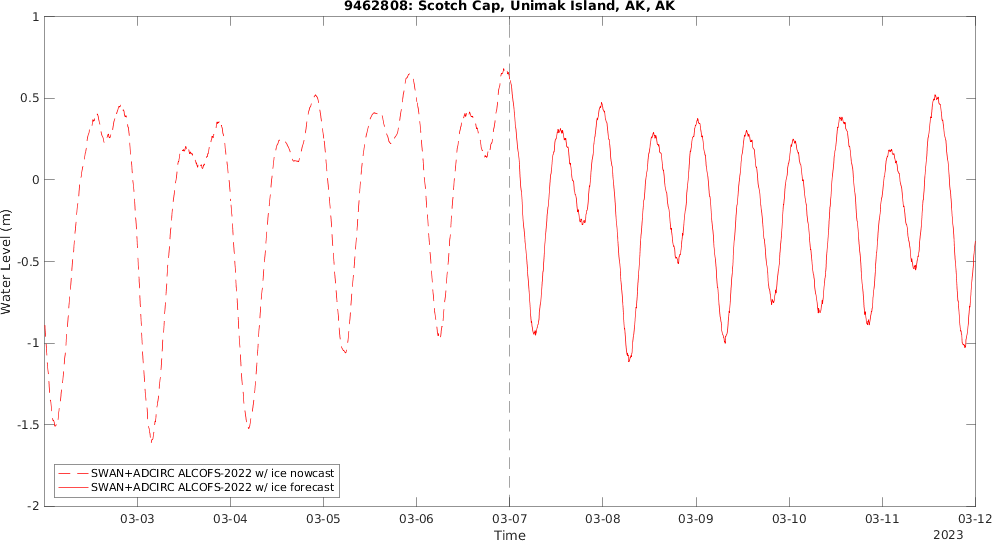 9462808: Scotch Cap, Unimak Island, AK, AK
1
0.5
0
-0.5
-1
-1.5
-2
Water Level (m)
SWAN+ADCIRC ALCOFS-2022 w/ ice nowcast
SWAN+ADCIRC ALCOFS-2022 w/ ice forecast
03-03 03-04 03-05 03-06 03-07 03-08 03-09 03-10 03-11 03-12
Time
2023